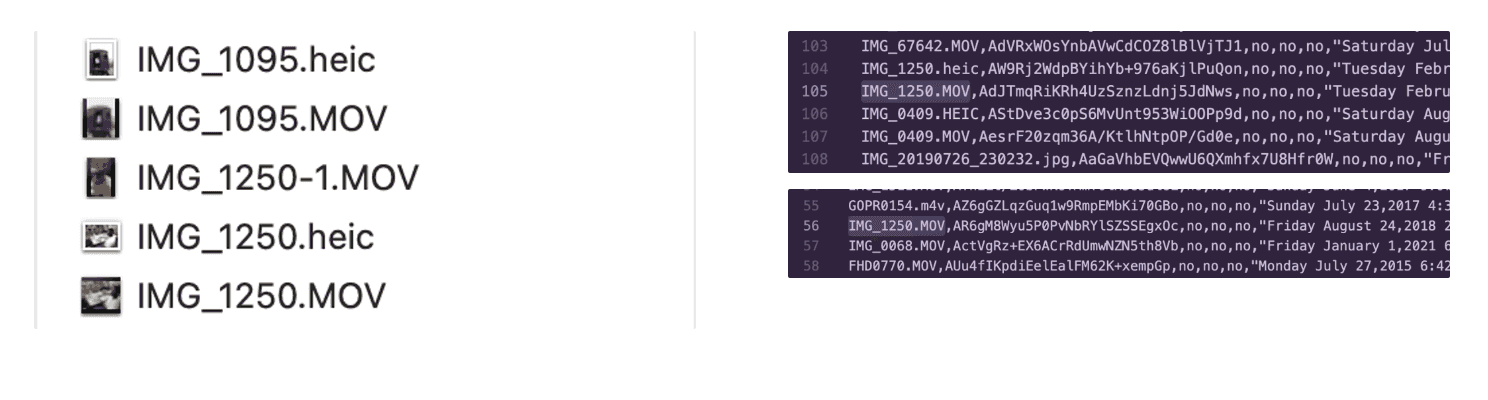 IMG_1095.heic
IMG_1095.MOV
IMG_1250-1.MOV
IMG_1250.heic
IMG_1250.MOV
103 IMG_67642.MOV,AdVRxWOsYnbAVwCdCOZ8lBlVjTJ1,no,no,no,"Saturday Jul
104 IMG_1250.heic,AW9Rj2WdpBYihYb+976aKjlPuQon,no,no,no,"Tuesday Febr
105 IMG_1250.MOV,AdJTmqRiKRh4UzSznzLdnj5JdNws,no,no,no,"Tuesday Febru
106 IMG_0409.HEIC,AStDve3c0pS6MvUnt953WiOOPp9d,no,no,no,"Saturday Aug
107 IMG_0409.MOV,AesrF20zqm36A/KtlhNtpOP/Gd0e,no,no,no,"Saturday Augu
108 IMG_20190726_230232.jpg,AaGaVhbEVQwwU6QXmhfx7U8Hfr0W,no,no,no,"Fr
55 GOPR0154.m4v,AZ6gGZLqzGuq1w9RmpEMbKi70GBo,no,no,no,"Sunday July 23,2017 4:3
56 IMG_1250.MOV,AR6gM8Wyu5P0PvNbRYlSZSSEgxOc,no,no,no,"Friday August 24,2018 2
57 IMG_0068.MOV,ActVgRz+EX6ACrRdUmwNZN5th8Vb,no,no,no,"Friday January 1,2021 6
58 FHD0770.MOV,AUu4fIKpdiEelEalFM62K+xempGp,no,no,no,"Monday July 27,2015 6:42